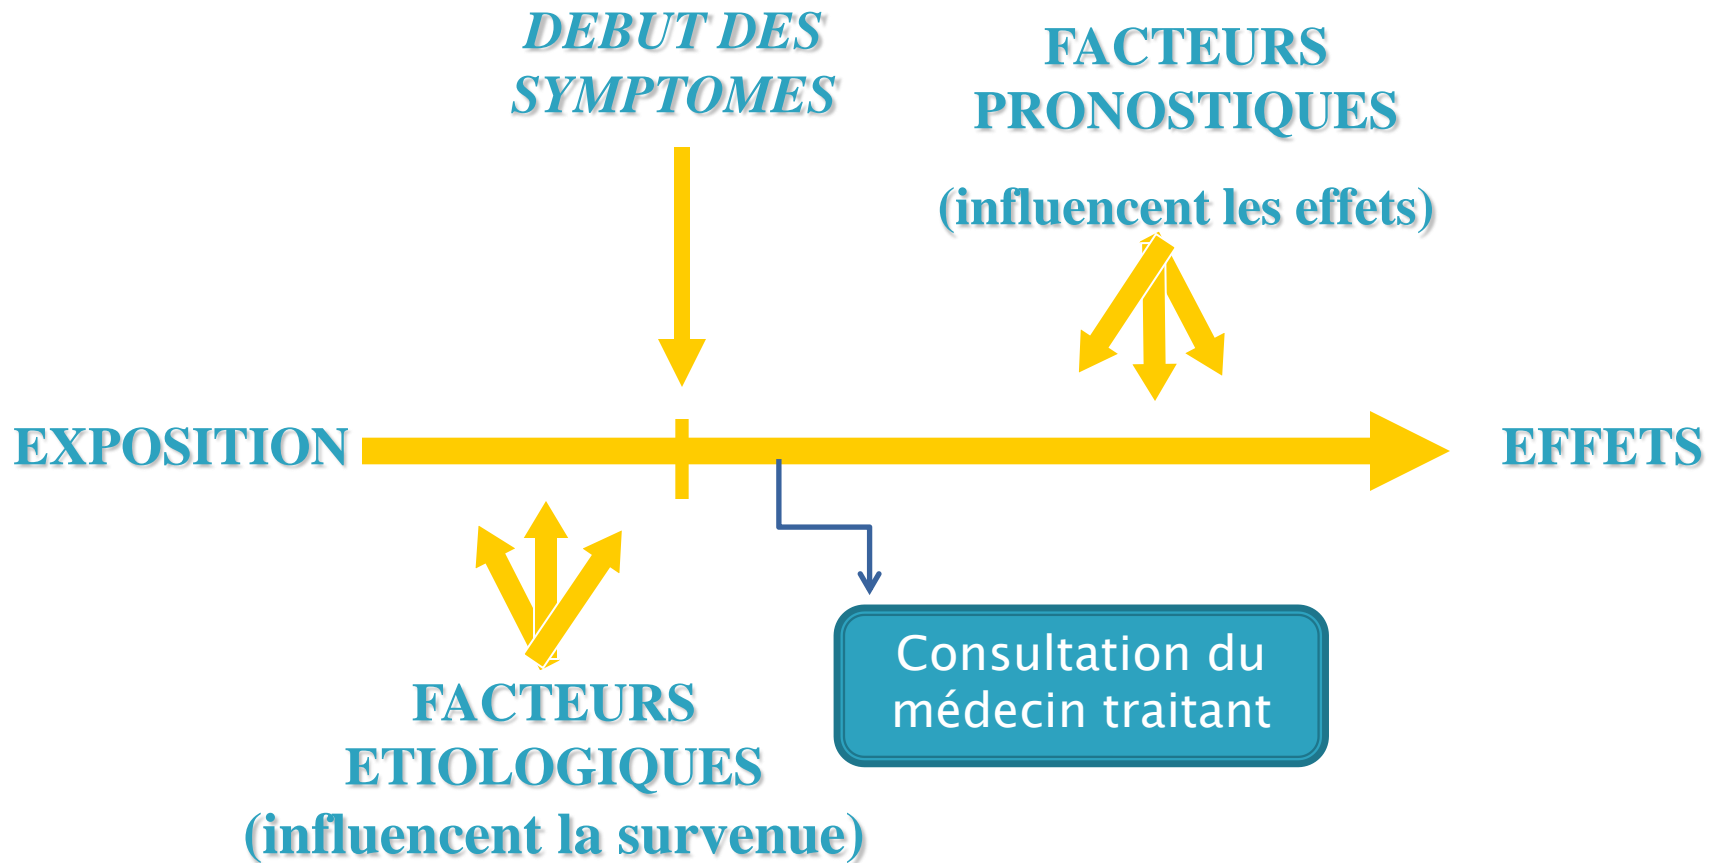 DEBUT DES
SYMPTOMES
FACTEURS
PRONOSTIQUES
(influencent les effets)
EXPOSITION
EFFETS
FACTEURS
ETIOLOGIQUES
(influencent la survenue)
Consultation du
médecin traitant